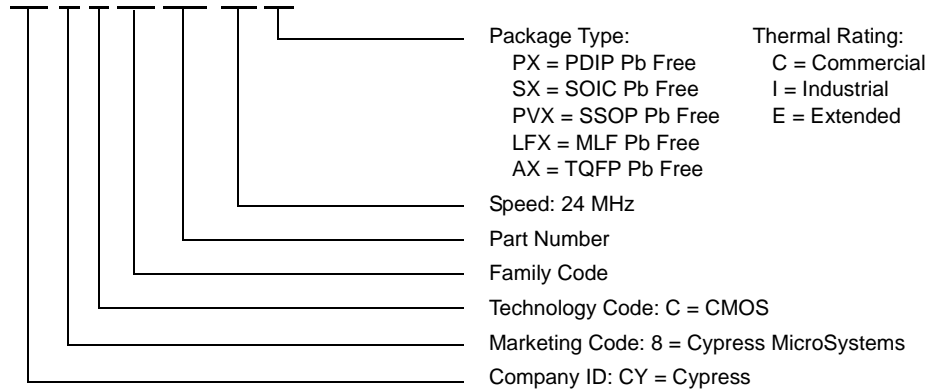 Package Type:
PX = PDIP Pb Free
SX = SOIC Pb Free
PVX = SSOP Pb Free
LFX = MLF Pb Free
AX = TQFP Pb Free
Thermal Rating:
C = Commercial
I = Industrial
E = Extended
Speed: 24 MHz
Part Number
Family Code
Technology Code: C = CMOS
Marketing Code: 8 = Cypress MicroSystems
Company ID: CY = Cypress